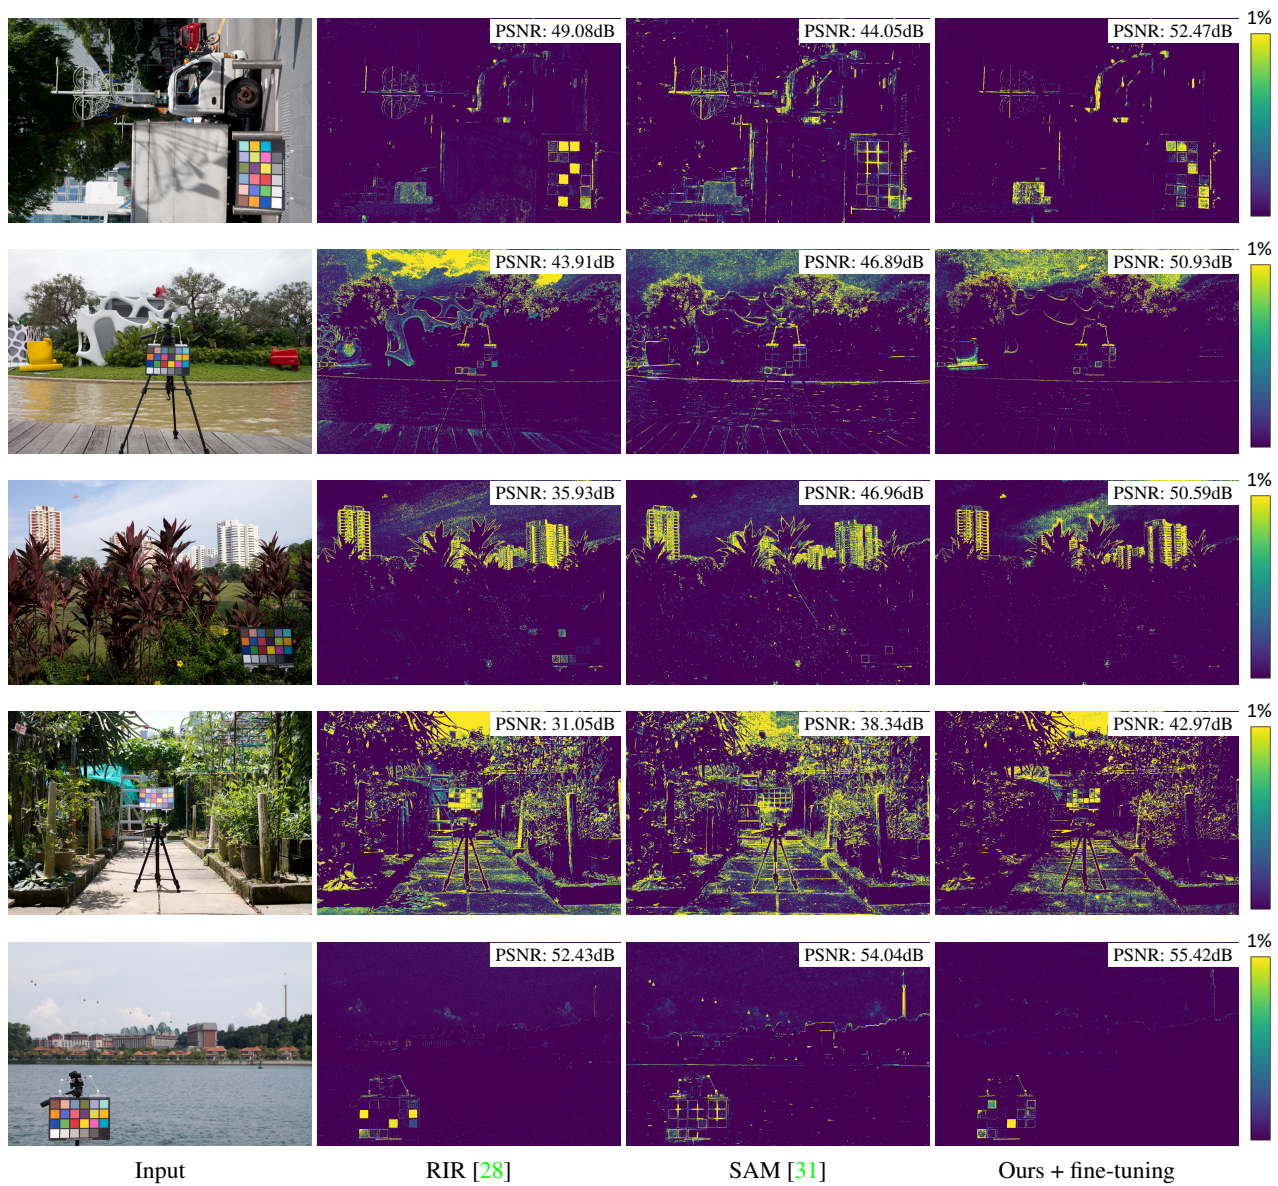 PSNR: 49.08dB
PSNR: 44.05dB
PSNR: 52.47dB
1%
PSNR: 43.91dB
PSNR: 46.89dB
PSNR: 50.93dB
1%
PSNR: 35.93dB
PSNR: 46.96dB
PSNR: 50.59dB
1%
PSNR: 31.05dB
PSNR: 38.34dB
PSNR: 42.97dB
1%
PSNR: 52.43dB
PSNR: 54.04dB
PSNR: 55.42dB
1%
Input
RIR [28]
SAM [31]
Ours + fine-tuning